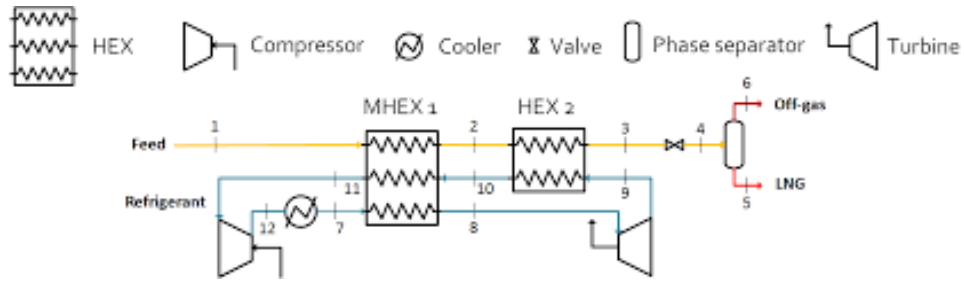 HEX Compressor Cooler Valve Phase separator Turbine
MHEX 1 HEX 2
6
Off-gas
1 2 3 4
Feed
11 10 9
LNG
5
Refrigerant
12 7 8